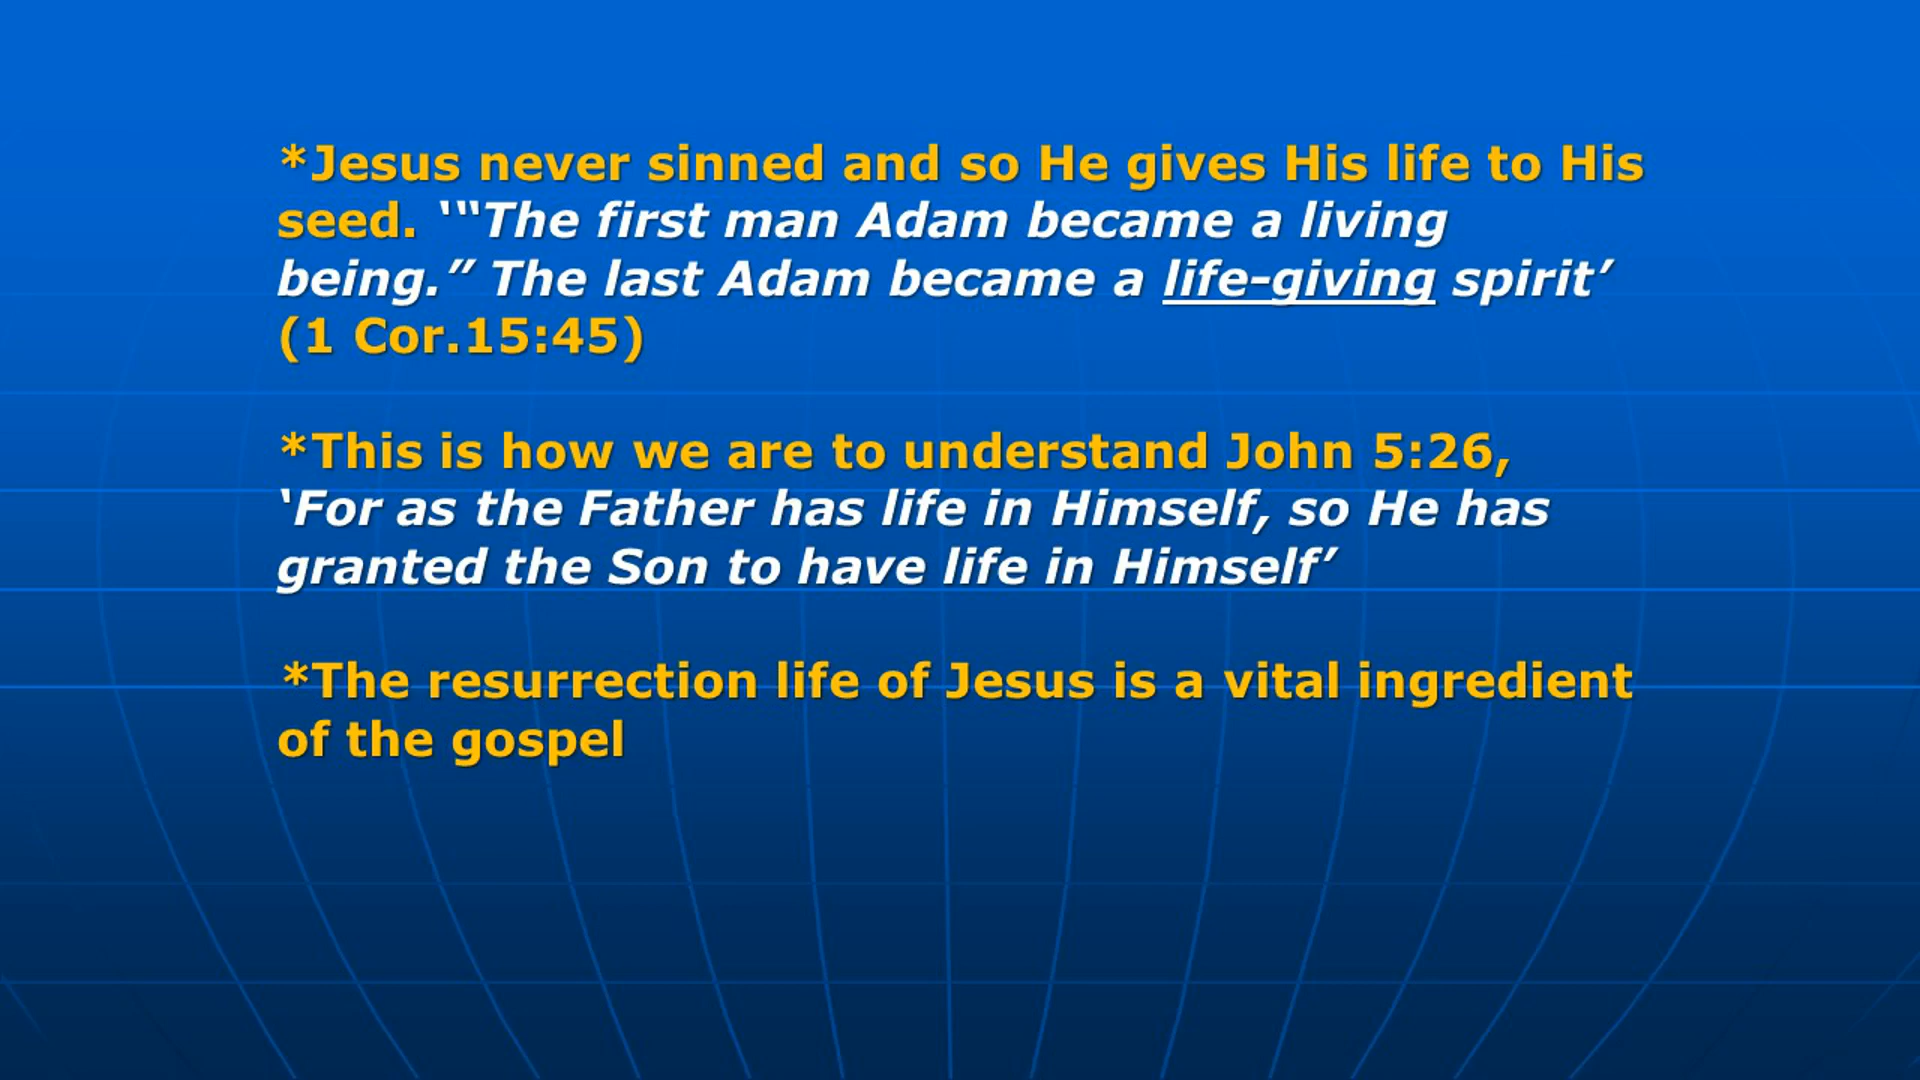 *Jesus never sinned and so He gives His life to His
seed. ‘“The first man Adam became a living
being.” The last Adam became a life-giving spirit’
(1 Cor.15:45)
*This is how we are to understand John 5:26,
‘For as the Father has life in Himself, so He has
granted the Son to have life in Himself’
*The resurrection life of Jesus is a vital ingredient
of the gospel